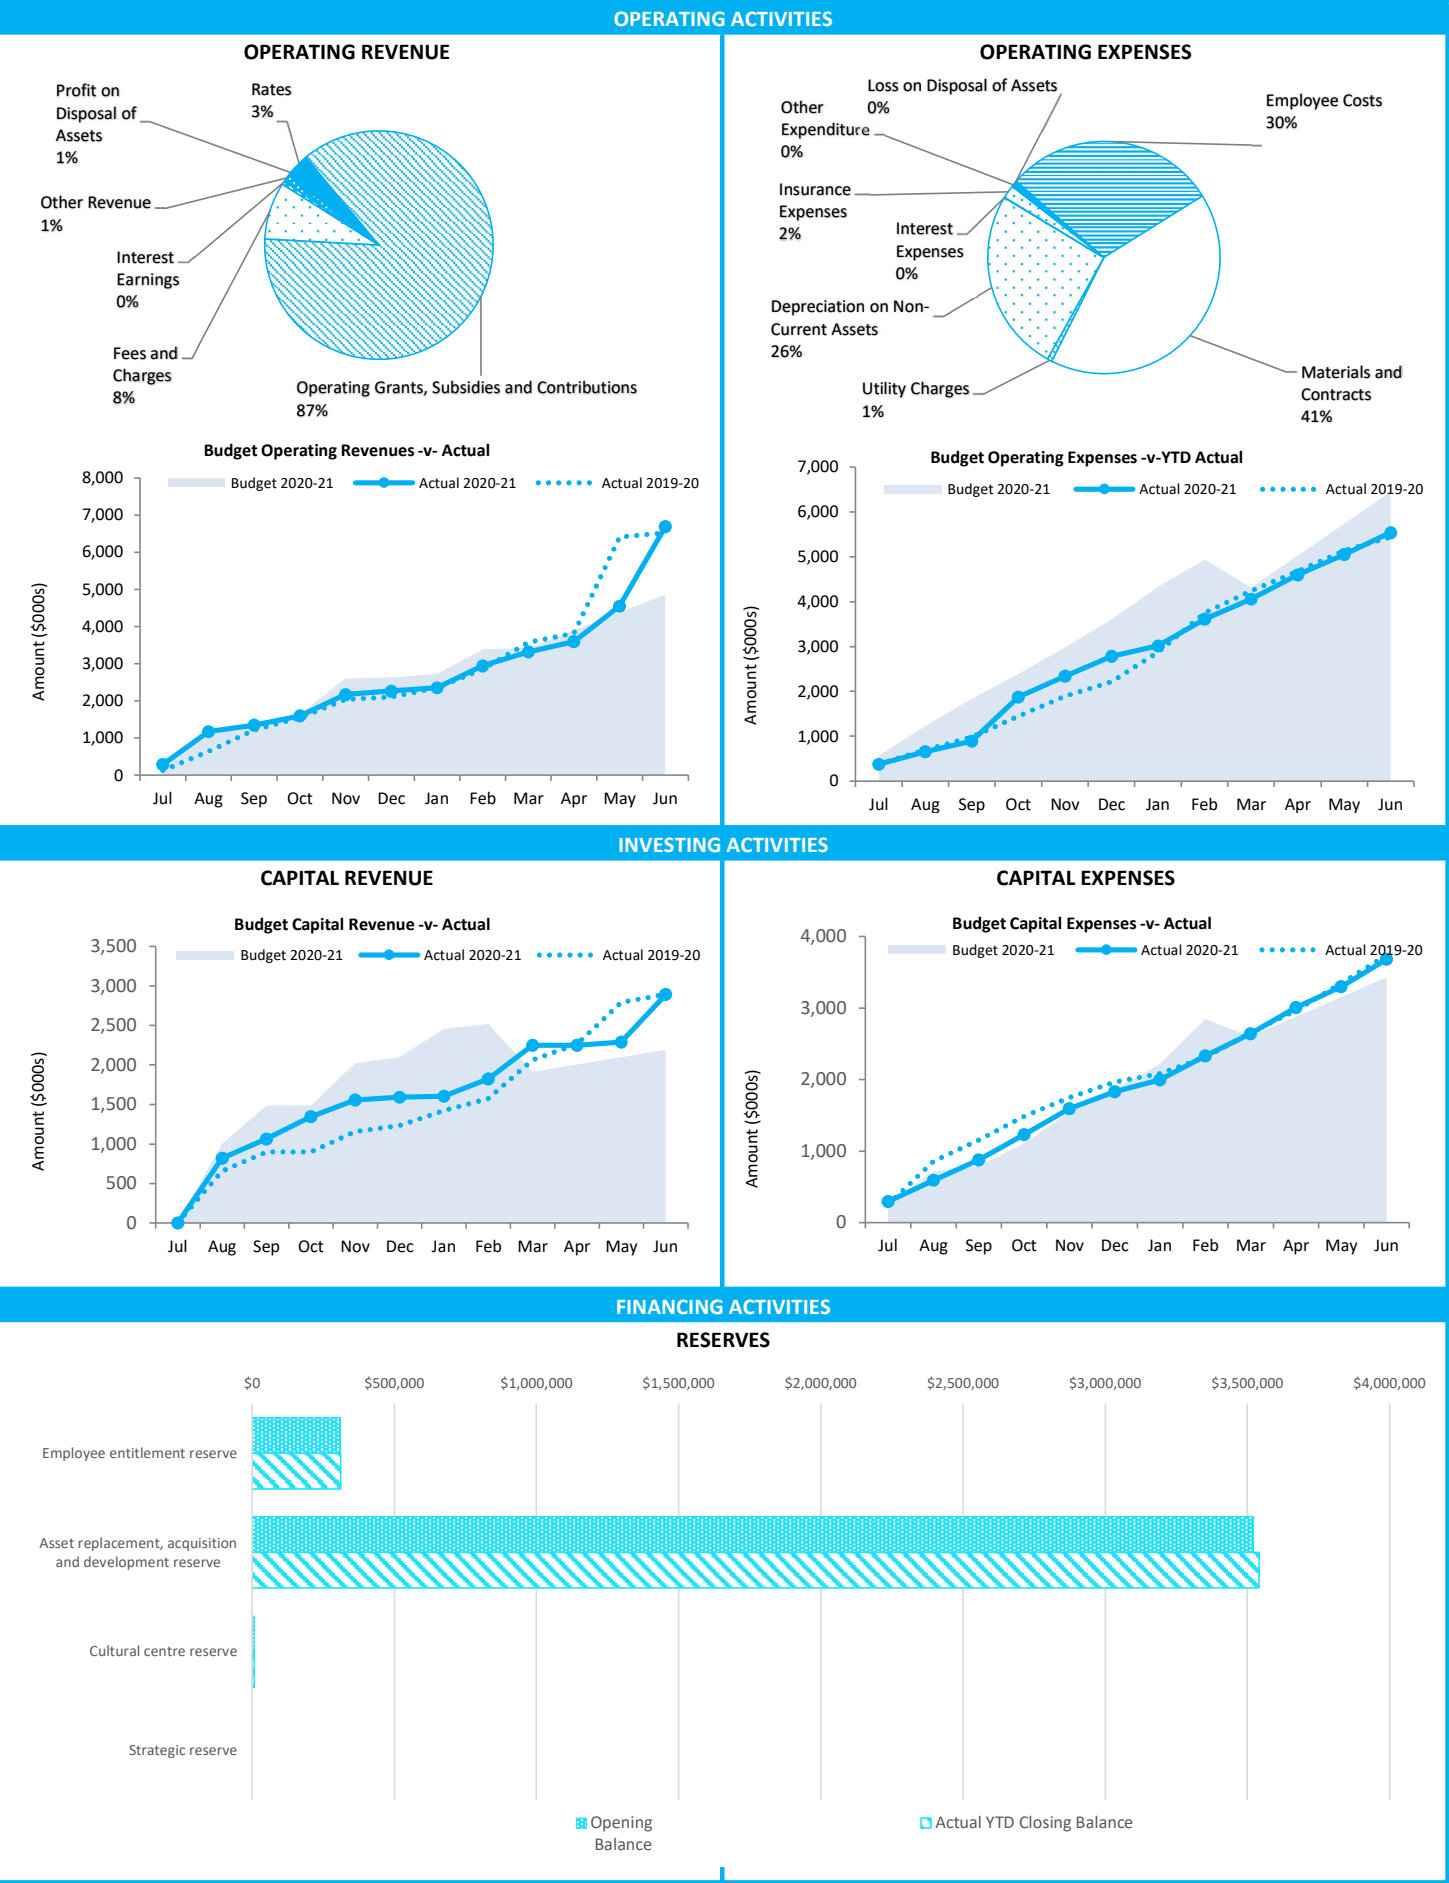 OPERATING ACTIVITIES
OPERATING REVENUE
Profit on
Disposal of
Assets
1%
Rates
3%
Other Revenue
1%
Interest
Earnings
0%
Fees and
Charges
8%
Operating Grants, Subsidies and Contributions
87%
OPERATING EXPENSES
Loss on Disposal of Assets
0%
Other
Expenditure
0%
Employee Costs
30%
Insurance
Expenses
2%
Interest
Expenses
0%
Depreciation on Non-
Current Assets
26%
Utility Charges
1%
Materials and
Contracts
41%
Budget Operating Revenues -v- Actual
Budget 2020-21 Actual 2020-21 Actual 2019-20
Amount ($000s)
8,000
7,000
6,000
5,000
4,000
3,000
2,000
1,000
0
Jul Aug Sep Oct Nov Dec Jan Feb Mar Apr May Jun
Budget Operating Expenses -v-YTD Actual
Budget 2020-21 Actual 2020-21 Actual 2019-20
Amount ($000s)
7,000
6,000
5,000
4,000
3,000
2,000
1,000
0
Jul Aug Sep Oct Nov Dec Jan Feb Mar Apr May Jun
INVESTING ACTIVITIES
CAPITAL REVENUE
Budget Capital Revenue -v- Actual
Budget 2020-21 Actual 2020-21 Actual 2019-20
Amount ($000s)
3,500
3,000
2,500
2,000
1,500
1,000
500
0
Jul Aug Sep Oct Nov Dec Jan Feb Mar Apr May Jun
CAPITAL EXPENSES
Budget Capital Expenses -v- Actual
Budget 2020-21 Actual 2020-21 Actual 2019-20
Amount ($000s)
4,000
3,000
2,000
1,000
0
Jul Aug Sep Oct Nov Dec Jan Feb Mar Apr May Jun
FINANCING ACTIVITIES
RESERVES
$0 $500,000 $1,000,000 $1,500,000 $2,000,000 $2,500,000 $3,000,000 $3,500,000 $4,000,000
Employee entitlement reserve
Asset replacement, acquisition
and development reserve
Cultural centre reserve
Strategic reserve
Opening
Balance
Actual YTD Closing Balance